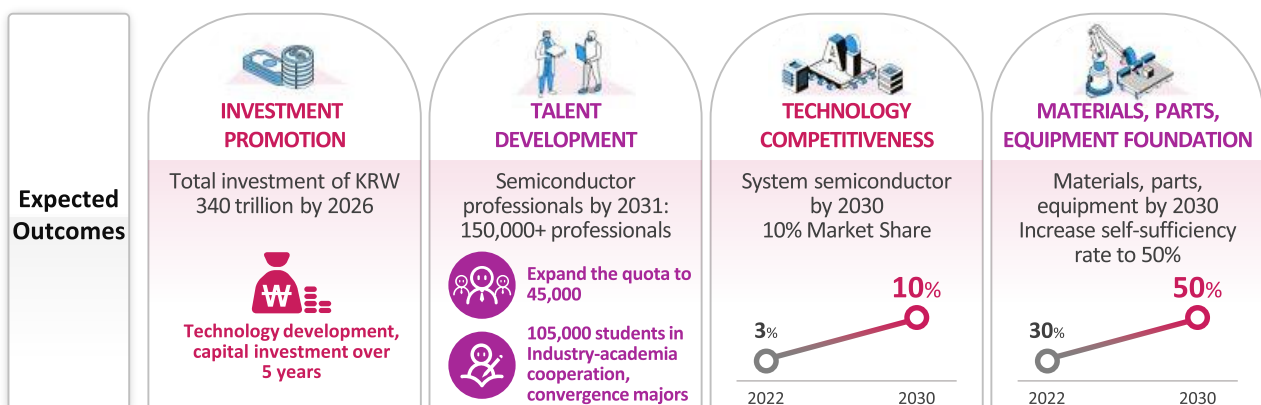 Expected
Outcomes
INVESTMENT
PROMOTION
Total investment of KRW
340 trillion by 2026
₩
Technology development,
capital investment over
5 years
TALENT
DEVELOPMENT
Semiconductor
professionals by 2031:
150,000+ professionals
Expand the quota to
45,000
105,000 students in
Industry-academia
cooperation,
convergence majors
AI
TECHNOLOGY
COMPETITIVENESS
System semiconductor
by 2030
10% Market Share
10%
3%
2022 2030
MATERIALS, PARTS,
EQUIPMENT FOUNDATION
Materials, parts,
equipment by 2030
Increase self-sufficiency
rate to 50%
50%
30%
2022 2030